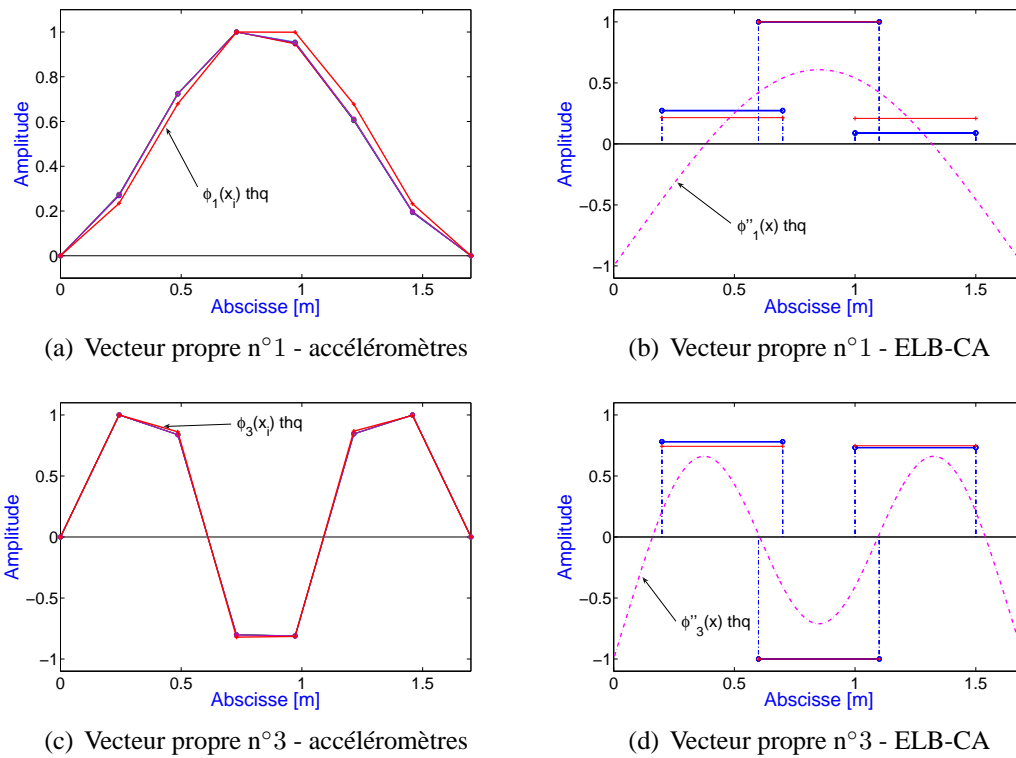 1
0.8
0.6
0.4
0.2
0
Amplitude
ϕ1(xi) thq
0 0.5 1 1.5
Abscisse [m]
(a) Vecteur propre n°1 - accéléromètres
1
0.5
0
−0.5
−1
Amplitude
ϕ''1(x) thq
0 0.5 1 1.5
Abscisse [m]
(b) Vecteur propre n°1 - ELB-CA
1
0.5
0
−0.5
−1
Amplitude
ϕ3(xi) thq
0 0.5 1 1.5
Abscisse [m]
(c) Vecteur propre n°3 - accéléromètres
1
0.5
0
−0.5
−1
Amplitude
ϕ''3(x) thq
0 0.5 1 1.5
Abscisse [m]
(d) Vecteur propre n°3 - ELB-CA